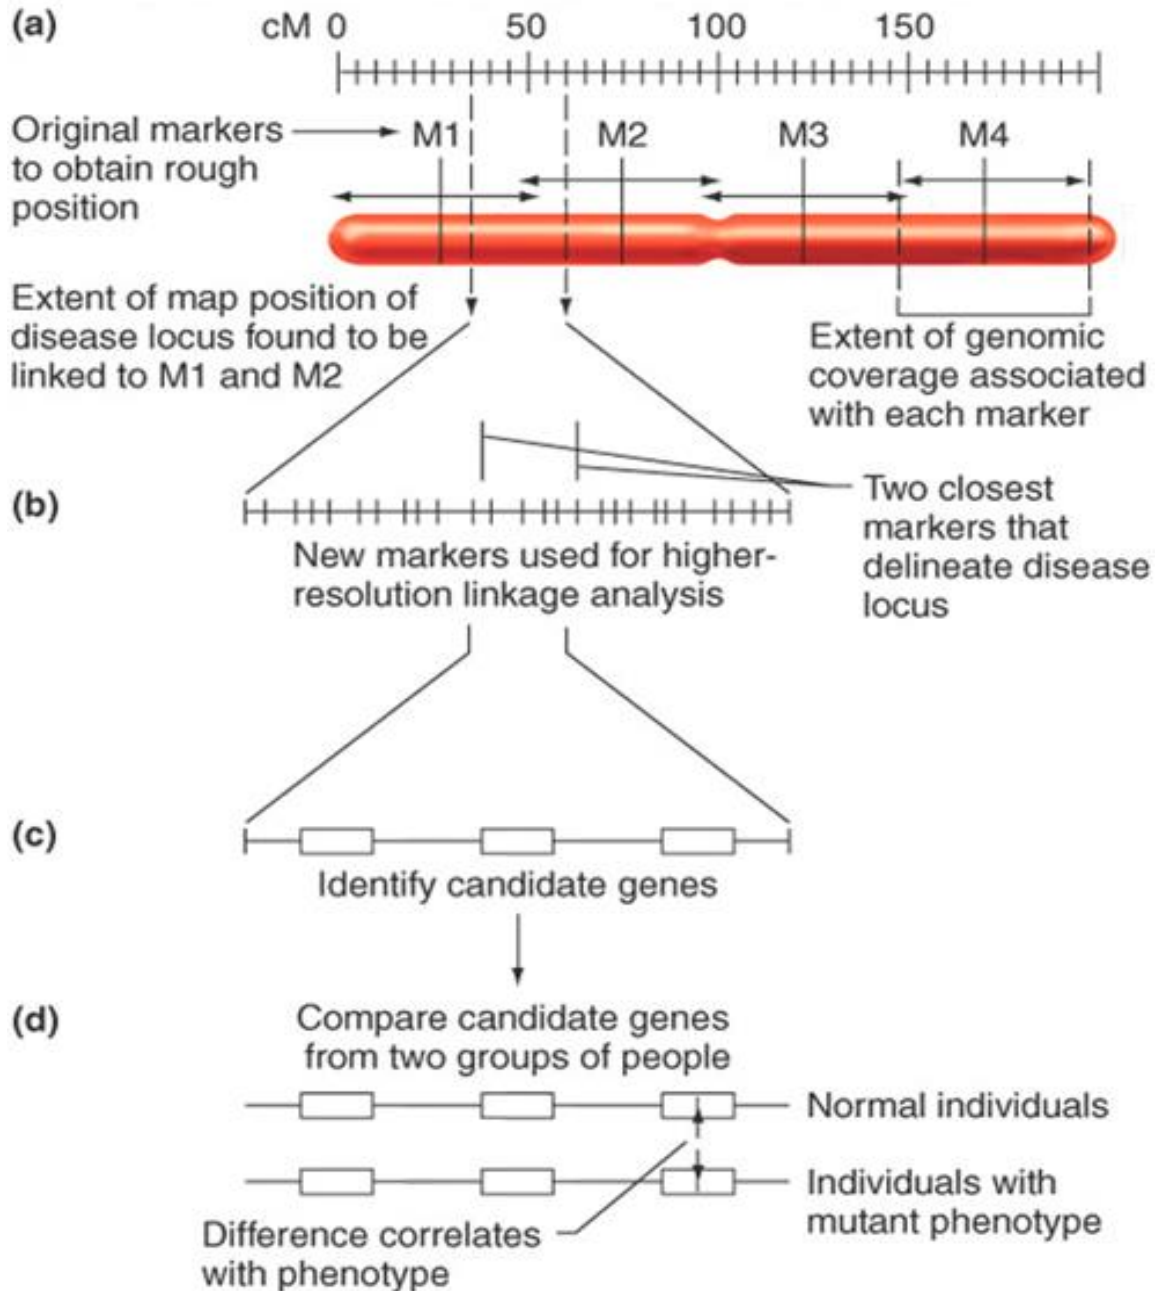 (a)
cM 0 50 100 150
Original markers
to obtain rough
position
M1 M2 M3 M4
Extent of map position of
disease locus found to be
linked to M1 and M2
Extent of genomic
coverage associated
with each marker
(b)
Two closest
markers that
delineate disease
locus
New markers used for higher-
resolution linkage analysis
(c)
Identify candidate genes
(d)
Compare candidate genes
from two groups of people
Normal individuals
Individuals with
mutant phenotype
Difference correlates
with phenotype